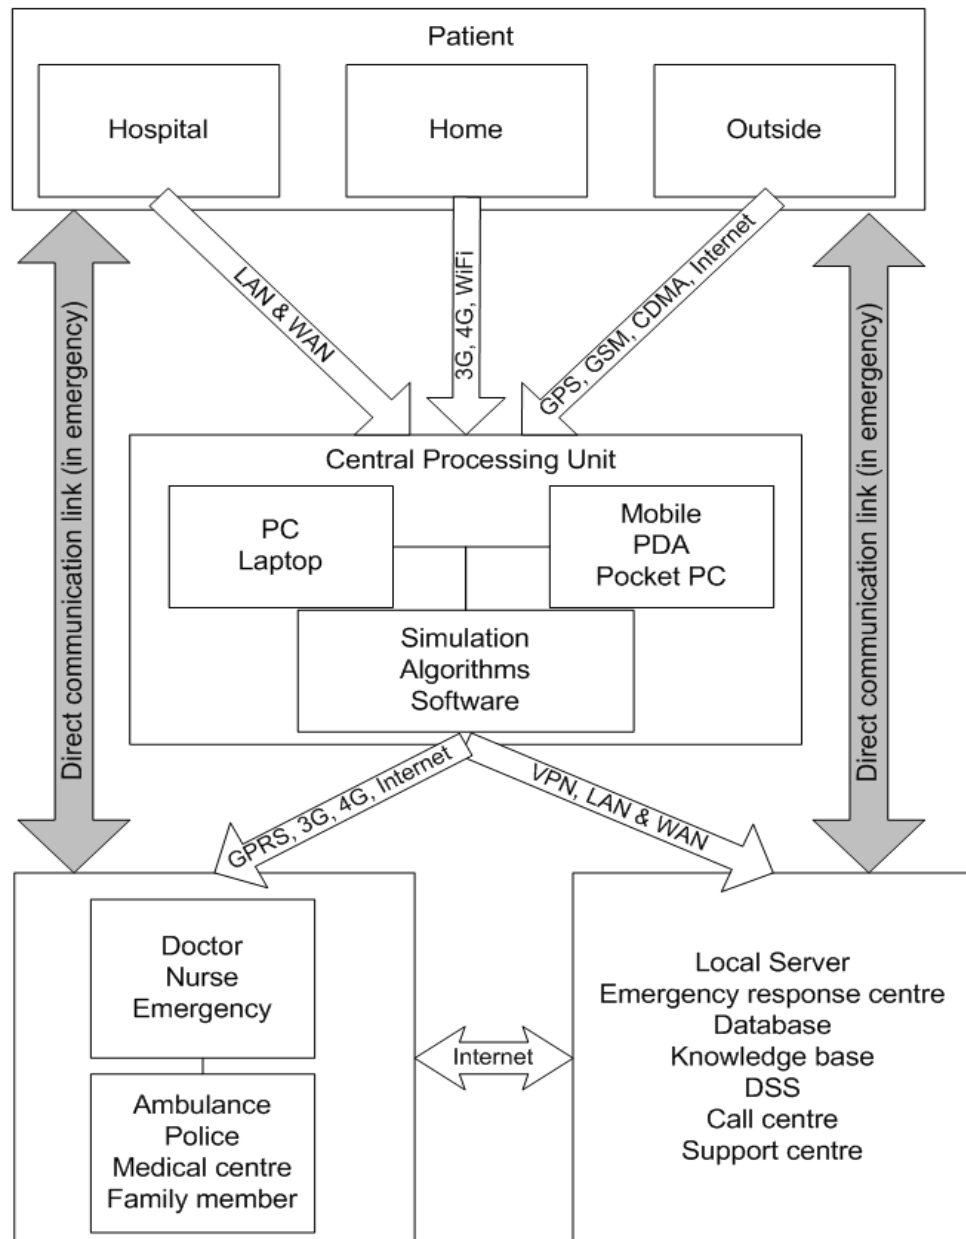 Patient
Hospital
Home
Outside
LAN & WAN
3G, 4G, WiFi
GPS, GSM, CDMA, Internet
Direct communication link (in emergency)
Direct communication link (in emergency)
Central Processing Unit
PC
Laptop
Mobile
PDA
Pocket PC
Simulation
Algorithms
Software
GPRS, 3G, 4G, Internet
VPN, LAN & WAN
Doctor
Nurse
Emergency
Ambulance
Police
Medical centre
Family member
Internet
Local Server
Emergency response centre
Database
Knowledge base
DSS
Call centre
Support centre